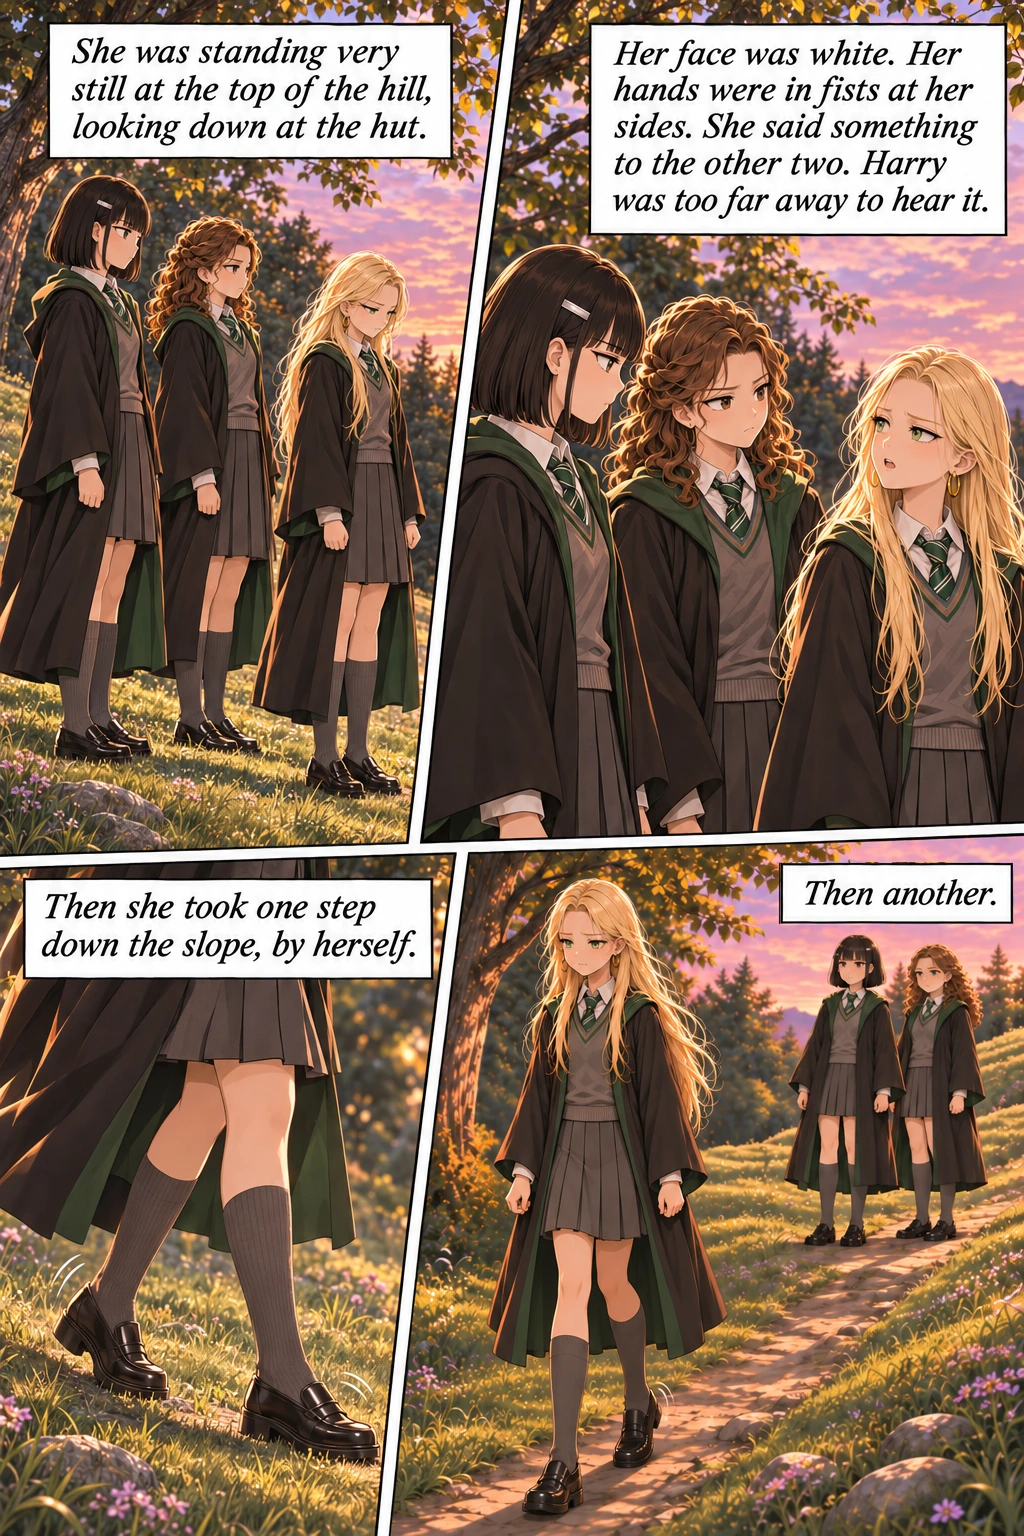 She was standing very
still at the top of the hill,
looking down at the hut.
Her face was white. Her
hands were in fists at her
sides. She said something
to the other two. Harry
was too far away to hear it.
Then she took one step
down the slope, by herself.
Then another.